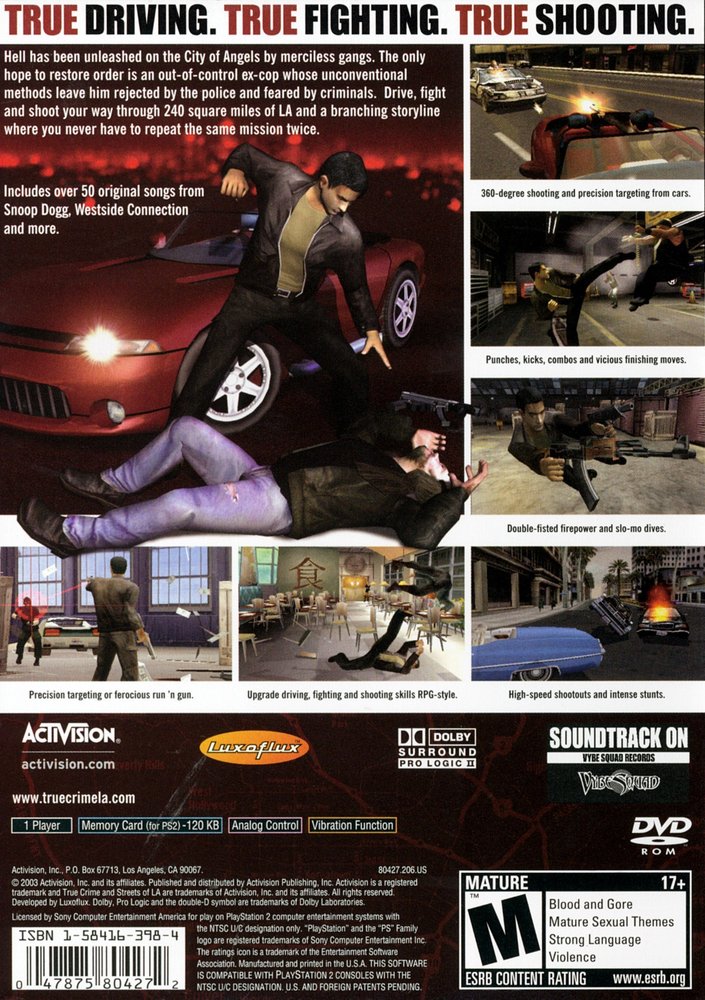 TRUE DRIVING. TRUE FIGHTING. TRUE SHOOTING.
Hell has been unleashed on the City of Angels by merciless gangs. The only
hope to restore order is an out-of-control ex-cop whose unconventional
methods leave him rejected by the police and feared by criminals. Drive, fight
and shoot your way through 240 square miles of LA and a branching storyline
where you never have to repeat the same mission twice.
Includes over 50 original songs from
Snoop Dogg, Westside Connection
and more.
360-degree shooting and precision targeting from cars.
Punches, kicks, combos and vicious finishing moves.
Double-fisted firepower and slo-mo dives.
食
Precision targeting or ferocious run 'n gun.
Upgrade driving, fighting and shooting skills RPG-style.
High-speed shootouts and intense stunts.
ACTIVISION®
activision.com
Luxoflux™
DOLBY
SURROUND
PRO LOGIC II
SOUNDTRACK ON
VYBE SQUAD RECORDS
VYBESQUAD
www.truecrimela.com
1 Player
Memory Card (for PS2) -120 KB
Analog Control
Vibration Function
DVD
ROM
Activision, Inc., P.O. Box 67713, Los Angeles, CA 90067.
80427.206.US
© 2003 Activision, Inc. and its affiliates. Published and distributed by Activision Publishing, Inc. Activision is a registered
trademark and True Crime and Streets of LA are trademarks of Activision, Inc. and its affiliates. All rights reserved.
Developed by Luxoflux. Dolby, Pro Logic and the double-D symbol are trademarks of Dolby Laboratories.
Licensed by Sony Computer Entertainment America for play on PlayStation 2 computer entertainment systems with
the NTSC U/C designation only. "PlayStation" and the "PS" Family
logo are registered trademarks of Sony Computer Entertainment Inc.
The ratings icon is a trademark of the Entertainment Software
Association. Manufactured and printed in the U.S.A. THIS SOFTWARE
IS COMPATIBLE WITH PLAYSTATION 2 CONSOLES WITH THE
NTSC U/C DESIGNATION. U.S. AND FOREIGN PATENTS PENDING.
ISBN 1-58416-398-4
0 47875 80427 2
MATURE 17+
M
TM
Blood and Gore
Mature Sexual Themes
Strong Language
Violence
ESRB CONTENT RATING www.esrb.org